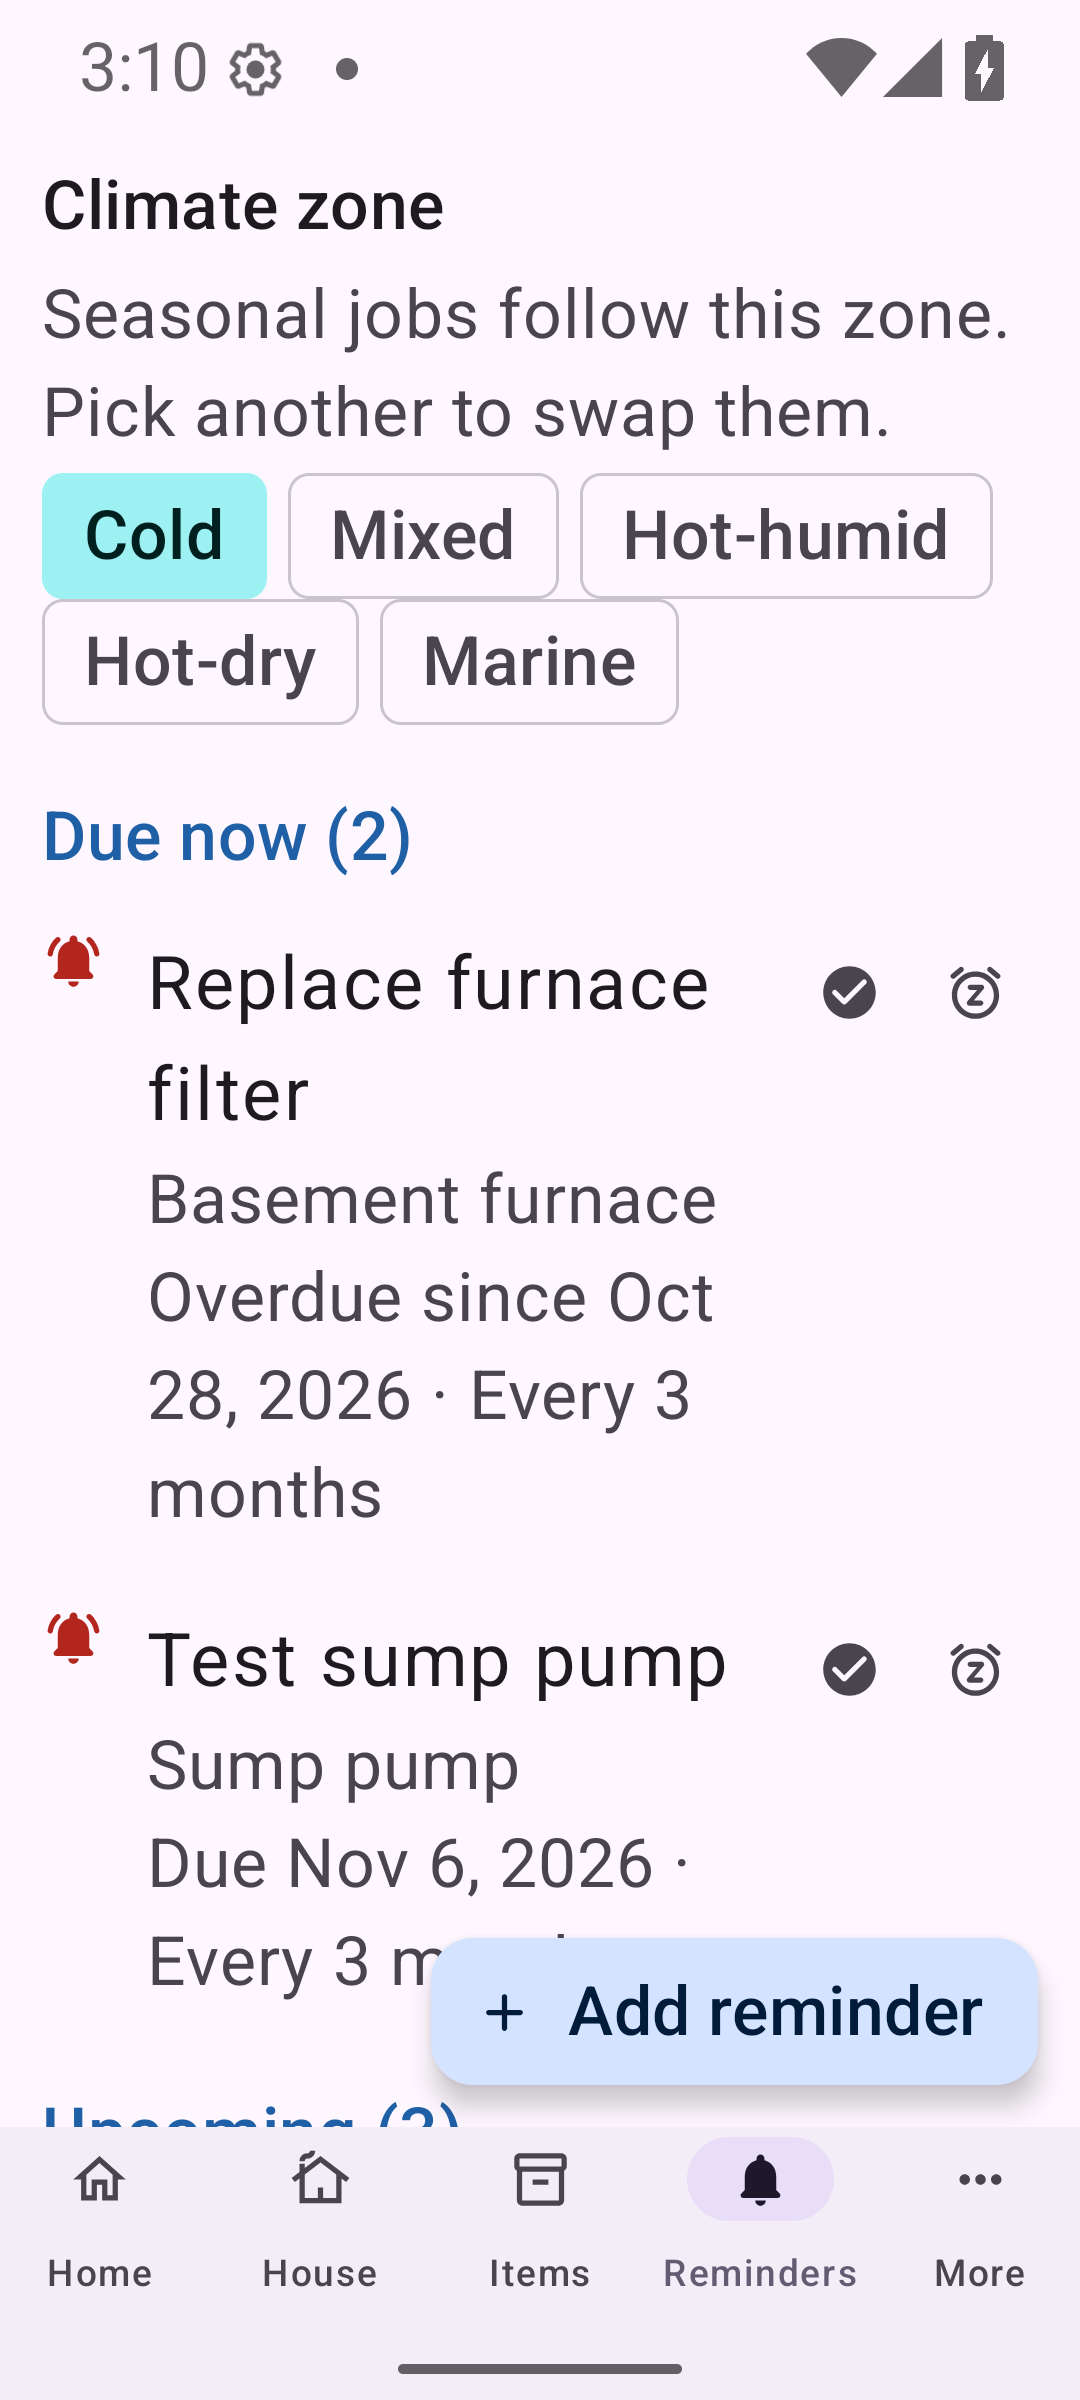 3:10
Climate zone
Seasonal jobs follow this zone.
Pick another to swap them.
Cold Mixed Hot-humid
Hot-dry Marine
Due now (2)
Replace furnace
filter
Basement furnace
Overdue since Oct
28, 2026 · Every 3
months
Test sump pump
Sump pump
Due Nov 6, 2026 ·
Every 3
Add reminder
Upcoming
Home House Items Reminders More